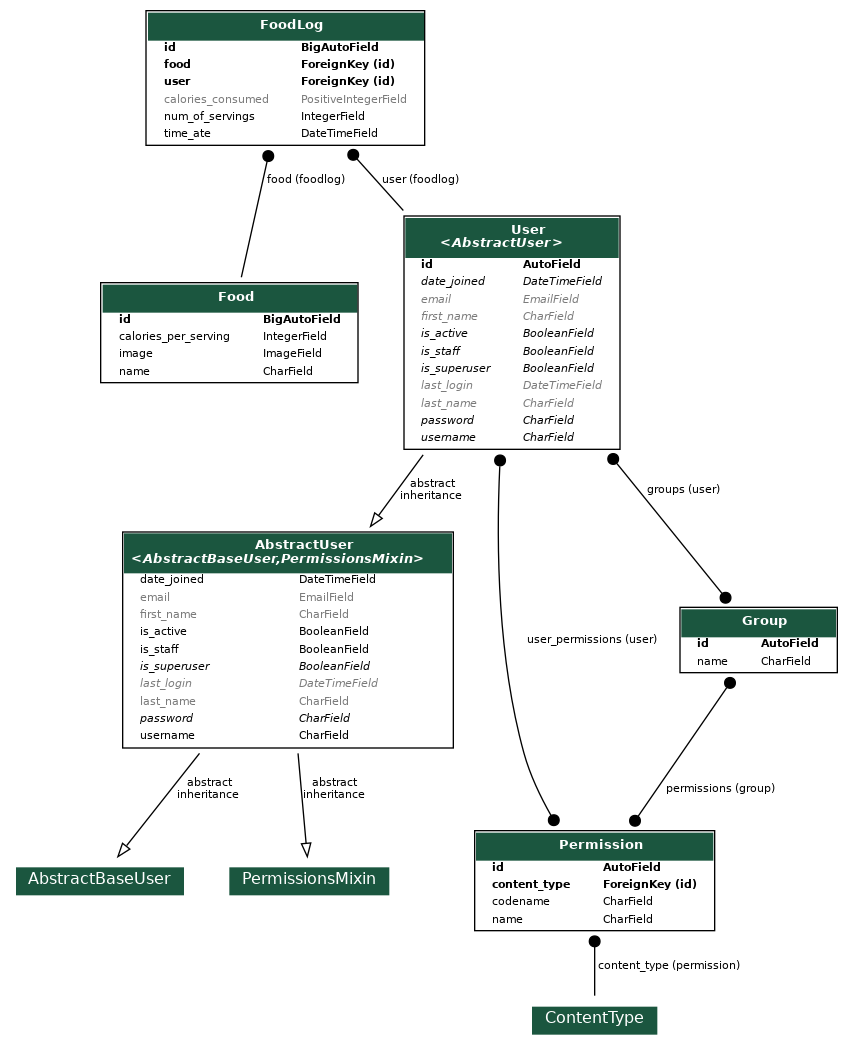 FoodLog
id BigAutoField
food ForeignKey (id)
user ForeignKey (id)
calories_consumed PositiveIntegerField
num_of_servings IntegerField
time_ate DateTimeField
food (foodlog)
user (foodlog)
User
<AbstractUser>
id AutoField
date_joined DateTimeField
email EmailField
first_name CharField
is_active BooleanField
is_staff BooleanField
is_superuser BooleanField
last_login DateTimeField
last_name CharField
password CharField
username CharField
Food
id BigAutoField
calories_per_serving IntegerField
image ImageField
name CharField
abstract
inheritance
groups (user)
AbstractUser
<AbstractBaseUser,PermissionsMixin>
date_joined DateTimeField
email EmailField
first_name CharField
is_active BooleanField
is_staff BooleanField
is_superuser BooleanField
last_login DateTimeField
last_name CharField
password CharField
username CharField
user_permissions (user)
Group
id AutoField
name CharField
abstract
inheritance
abstract
inheritance
permissions (group)
AbstractBaseUser
PermissionsMixin
Permission
id AutoField
content_type ForeignKey (id)
codename CharField
name CharField
content_type (permission)
ContentType